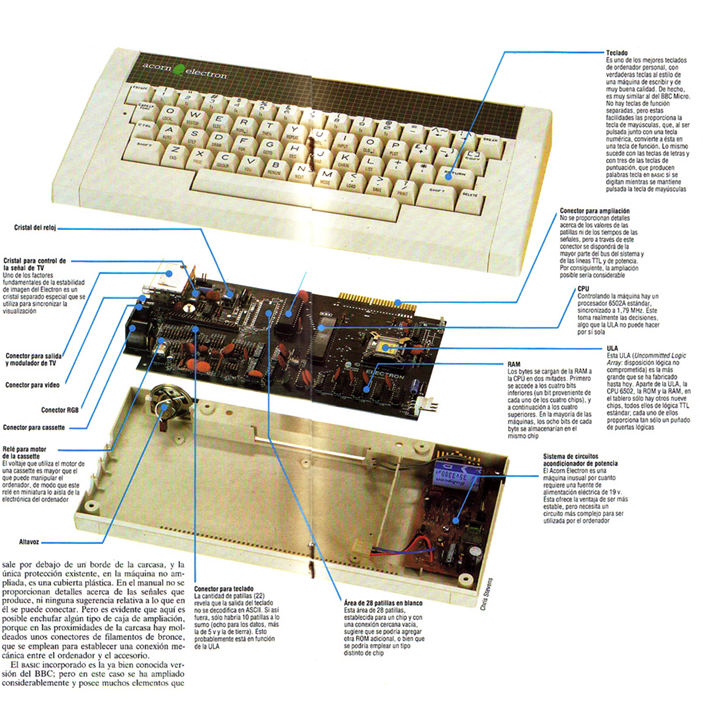 acorn electron
Teclado
Es uno de los mejores teclados
de ordenador personal, con
verdaderas teclas al estilo de
una máquina de escribir y de
muy buena calidad. De hecho,
es muy similar al del BBC Micro.
No hay teclas de función
separadas, pero estas
facilidades las proporciona la
tecla de mayúsculas, que, al ser
pulsada junto con una tecla
numérica, convierte a ésta en
una tecla de función. Lo mismo
sucede con las teclas de letras y
con tres de las teclas de
puntuación, que producen
palabras tecla en BASIC si se
digitan mientras se mantiene
pulsada la tecla de mayúsculas
Conector para ampliación
No se proporcionan detalles
acerca de los valores de las
patillas ni de los tiempos de las
señales, pero a través de este
conector se dispondrá de la
mayor parte del bus del sistema y
de las líneas TTL y de potencia.
Por consiguiente, la ampliación
posible sería considerable
CPU
Controlando la máquina hay un
procesador 6502A estándar,
sincronizado a 1,79 MHz. Éste
toma realmente las decisiones,
algo que la ULA no puede hacer
por sí sola
ULA
Esta ULA (Uncommitted Logic
Array: disposición lógica no
comprometida) es la más
grande que se ha fabricado
hasta hoy. Aparte de la ULA, la
CPU 6502, la ROM y la RAM, en
el tablero sólo hay otros nueve
chips, todos ellos de lógica TTL
estándar; cada uno de ellos
proporciona tan sólo un puñado
de puertas lógicas
Cristal del reloj
Cristal para control de
la señal de TV
Uno de los factores
fundamentales de la estabilidad
de imagen del Electron es un
cristal separado especial que se
utiliza para sincronizar la
visualización
Conector para salida
y modulador de TV
Conector para vídeo
Conector RGB
Conector para cassette
Relé para motor
de la cassette
El voltaje que utiliza el motor de
una cassette es mayor que el
que puede manipular el
ordenador, de modo que este
relé en miniatura lo aísla de la
electrónica del ordenador
Altavoz
RAM
Los bytes se cargan de la RAM a
la CPU en dos mitades. Primero
se accede a los cuatro bits
inferiores (un bit proveniente de
cada uno de los cuatro chips), y
a continuación a los cuatro
superiores. En la mayoría de las
máquinas, los ocho bits de cada
byte se almacenarían en el
mismo chip
Sistema de circuitos
acondicionador de potencia
El Acorn Electron es una
máquina inusual por cuanto
requiere una fuente de
alimentación eléctrica de 19 v.
Ésta ofrece la ventaja de ser más
estable, pero necesita un
circuito más complejo para ser
utilizada por el ordenador
Conector para teclado
La cantidad de patillas (22)
revela que la salida del teclado
no se decodifica en ASCII. Si así
fuera, sólo habría 10 patillas a lo
sumo (ocho para los datos, más
la de 5 v y la de tierra). Esto
probablemente está en función
de la ULA
Área de 28 patillas en blanco
Esta área de 28 patillas,
establecida para un chip y con
una conexión cercana vacía,
sugiere que se podría agregar
otra ROM adicional, o bien que
se podría emplear un tipo
distinto de chip
Chris Stevens
sale por debajo de un borde de la carcasa, y la
única protección existente, en la máquina no am-
pliada, es una cubierta plástica. En el manual no se
proporcionan detalles acerca de las señales que
produce, ni ninguna sugerencia relativa a lo que en
él se puede conectar. Pero es evidente que aquí es
posible enchufar algún tipo de caja de ampliación,
porque en las proximidades de la carcasa hay mol-
deados unos conectores de filamentos de bronce,
que se emplean para establecer una conexión me-
cánica entre el ordenador y el accesorio.
El BASIC incorporado es la ya bien conocida ver-
sión del BBC; pero en este caso se ha ampliado
considerablemente y posee muchos elementos que